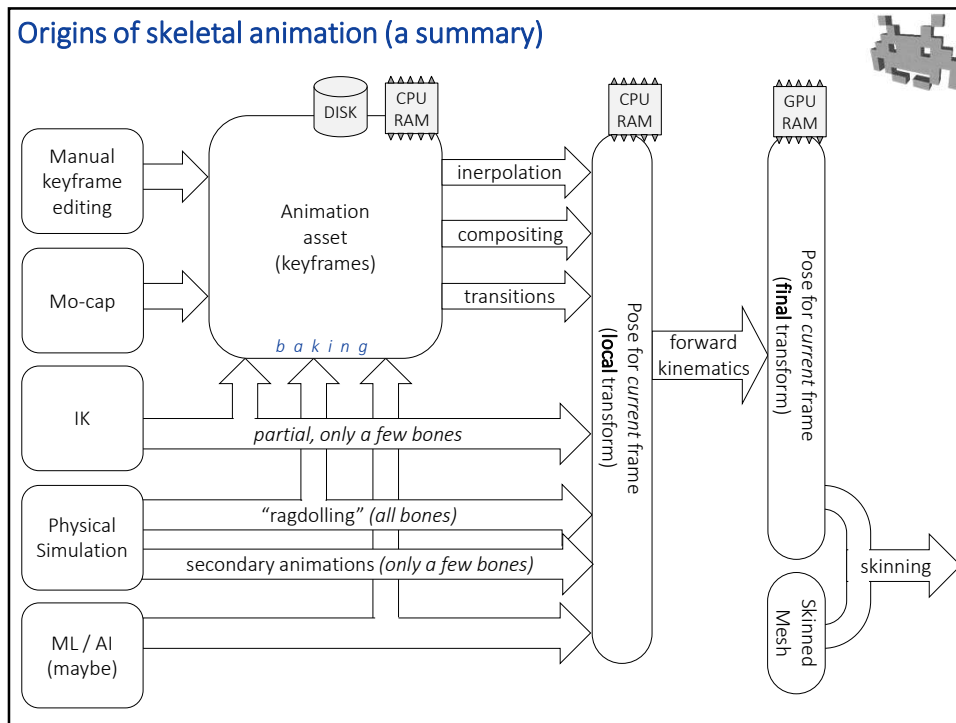 Origins of skeletal animation (a summary)
DISK
CPU
RAM
CPU
RAM
GPU
RAM
Manual
keyframe
editing
Mo-cap
IK
Physical
Simulation
ML / AI
(maybe)
Animation
asset
(keyframes)
baking
inerpolation
compositing
transitions
partial, only a few bones
“ragdolling” (all bones)
secondary animations (only a few bones)
Pose for current frame
(local transform)
forward
kinematics
Pose for current frame
(final transform)
Skinned
Mesh
skinning